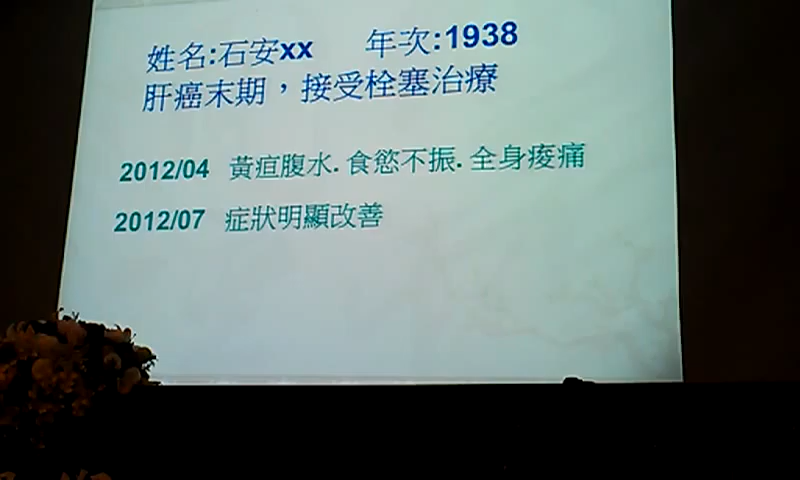 姓名:石安xx 年次:1938
肝癌末期，接受栓塞治療
2012/04 黃疸腹水.食慾不振.全身痠痛
2012/07 症狀明顯改善